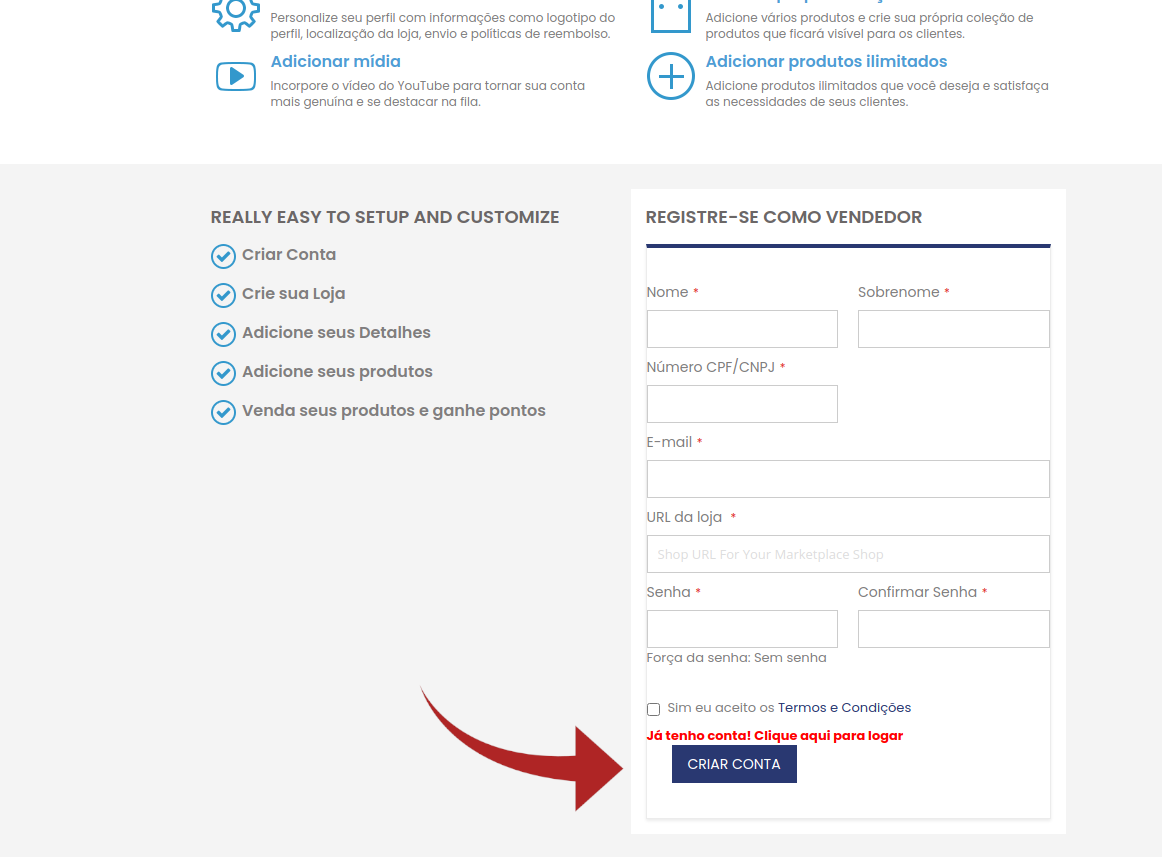 Personalize seu perfil com informações como logotipo do
perfil, localização da loja, envio e políticas de reembolso.
Adicione vários produtos e crie sua própria coleção de
produtos que ficará visível para os clientes.
Adicionar mídia
Incorpore o vídeo do YouTube para tornar sua conta
mais genuína e se destacar na fila.
Adicionar produtos ilimitados
Adicione produtos ilimitados que você deseja e satisfaça
as necessidades de seus clientes.
REALLY EASY TO SETUP AND CUSTOMIZE
Criar Conta
Crie sua Loja
Adicione seus Detalhes
Adicione seus produtos
Venda seus produtos e ganhe pontos
REGISTRE-SE COMO VENDEDOR
Nome *
Sobrenome *
Número CPF/CNPJ *
E-mail *
URL da loja *
Shop URL For Your Marketplace Shop
Senha *
Confirmar Senha *
Força da senha: Sem senha
Sim eu aceito os Termos e Condições
Já tenho conta! Clique aqui para logar
CRIAR CONTA